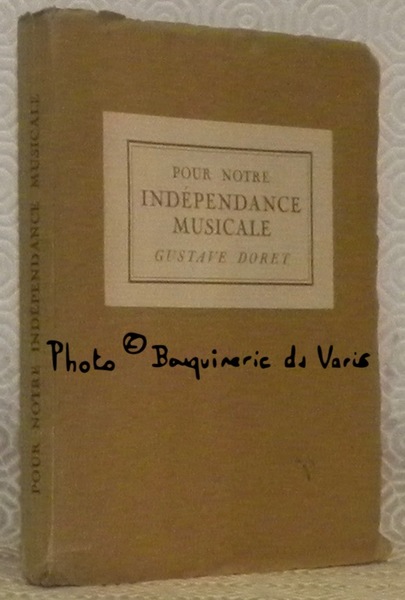 POUR NOTRE
INDÉPENDANCE
MUSICALE
GUSTAVE DORET
POUR NOTRE INDÉPENDANCE MUSICALE
Photo © Bouquinerie du Varis